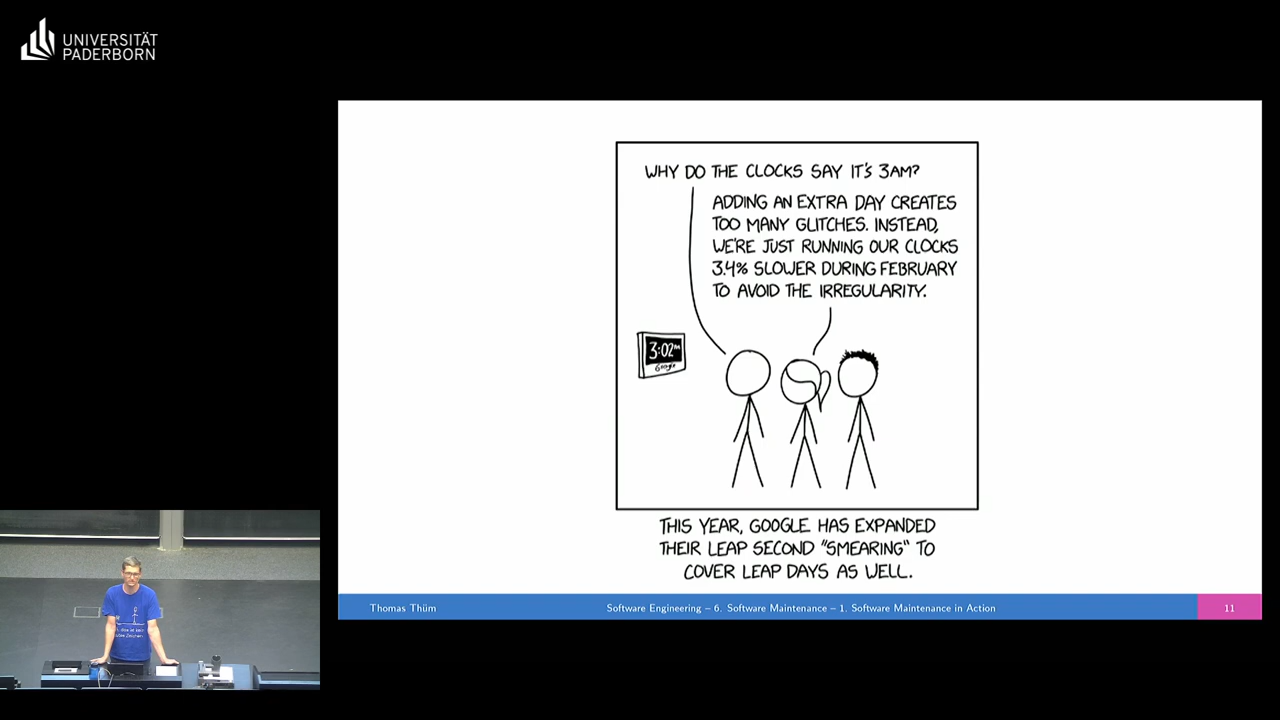 UNIVERSITÄT
PADERBORN
WHY DO THE CLOCKS SAY IT'S 3AM?
ADDING AN EXTRA DAY CREATES
TOO MANY GLITCHES. INSTEAD,
WE'RE JUST RUNNING OUR CLOCKS
3.4% SLOWER DURING FEBRUARY
TO AVOID THE IRREGULARITY.
3:02
Google
THIS YEAR, GOOGLE HAS EXPANDED
THEIR LEAP SECOND "SMEARING" TO
COVER LEAP DAYS AS WELL.
Thomas Thüm
Software Engineering – 6. Software Maintenance – 1. Software Maintenance in Action
11